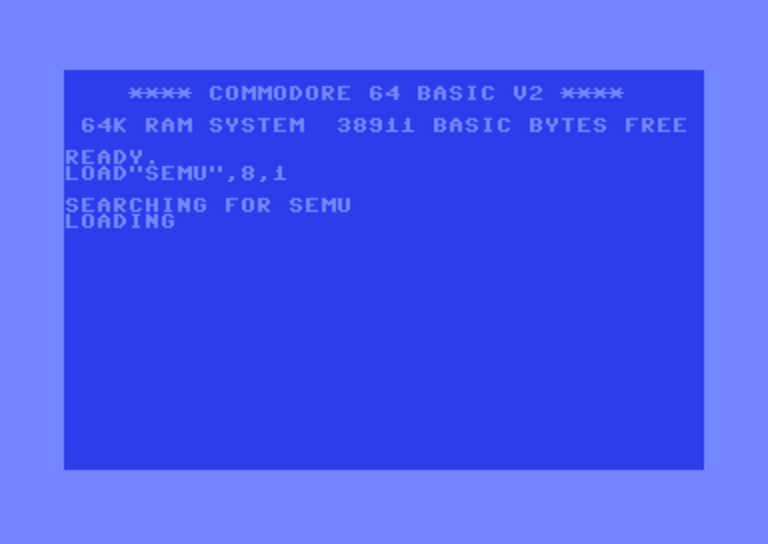 **** COMMODORE 64 BASIC V2 ****
64K RAM SYSTEM  38911 BASIC BYTES FREE
READY.
LOAD"SEMU",8,1
SEARCHING FOR SEMU
LOADING